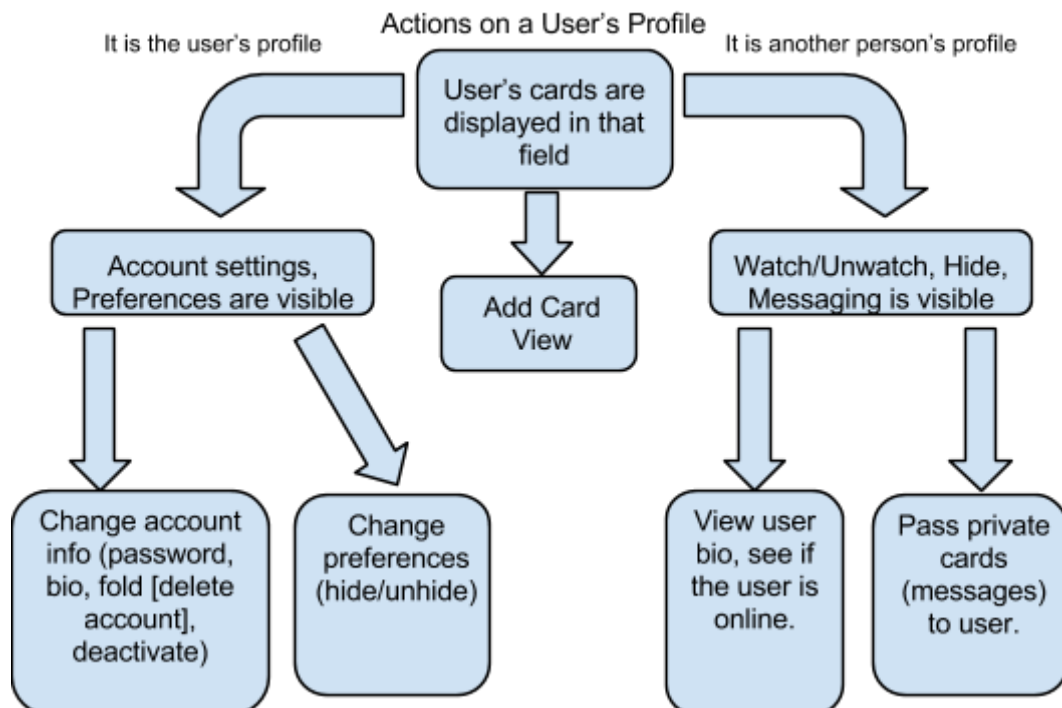 Actions on a User's Profile
It is the user's profile
It is another person's profile
User's cards are
displayed in that
field
Account settings,
Preferences are visible
Add Card
View
Watch/Unwatch, Hide,
Messaging is visible
Change account
info (password,
bio, fold [delete
account],
deactivate)
Change
preferences
(hide/unhide)
View user
bio, see if
the user is
online.
Pass private
cards
(messages)
to user.